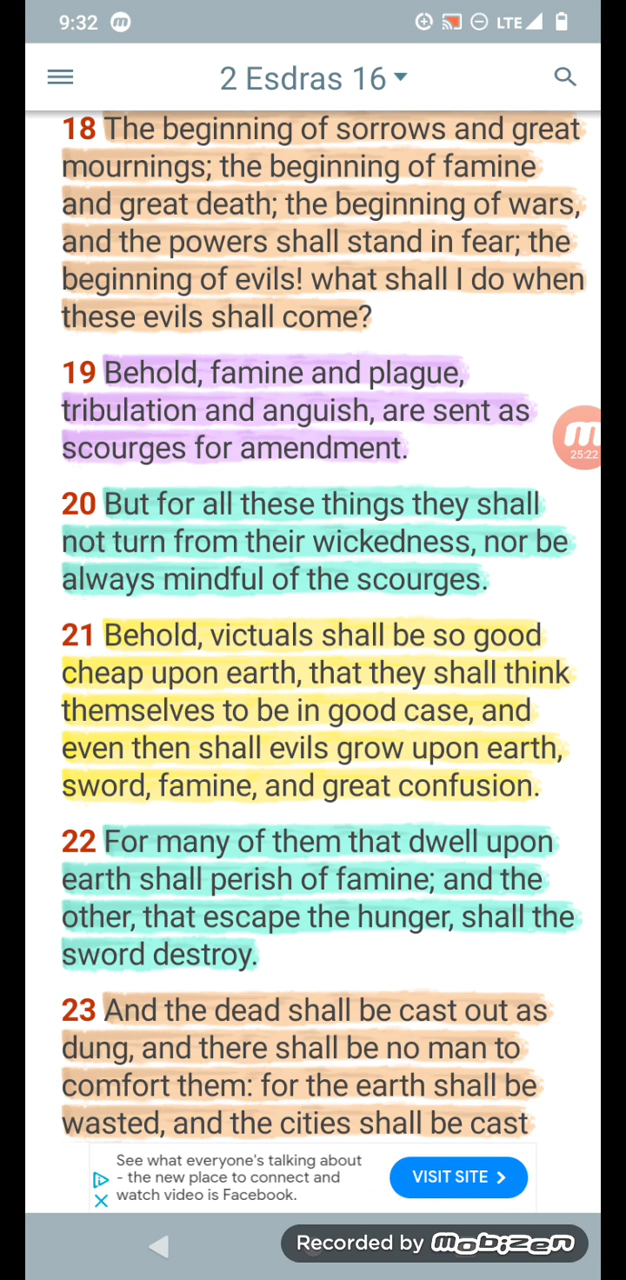 9:32 m LTE
2 Esdras 16
18 The beginning of sorrows and great
mournings; the beginning of famine
and great death; the beginning of wars,
and the powers shall stand in fear; the
beginning of evils! what shall I do when
these evils shall come?
19 Behold, famine and plague,
tribulation and anguish, are sent as
scourges for amendment.
m
25:22
20 But for all these things they shall
not turn from their wickedness, nor be
always mindful of the scourges.
21 Behold, victuals shall be so good
cheap upon earth, that they shall think
themselves to be in good case, and
even then shall evils grow upon earth,
sword, famine, and great confusion.
22 For many of them that dwell upon
earth shall perish of famine; and the
other, that escape the hunger, shall the
sword destroy.
23 And the dead shall be cast out as
dung, and there shall be no man to
comfort them: for the earth shall be
wasted, and the cities shall be cast
See what everyone's talking about
- the new place to connect and
watch video is Facebook.
VISIT SITE
Recorded by mobizen